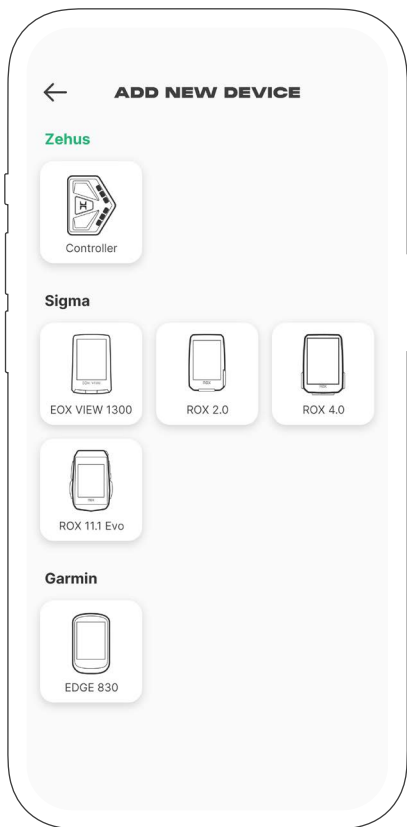 ADD NEW DEVICE
Zehus
Controller
Sigma
EOX VIEW 1300
ROX 2.0
ROX 4.0
ROX 11.1 Evo
Garmin
EDGE 830